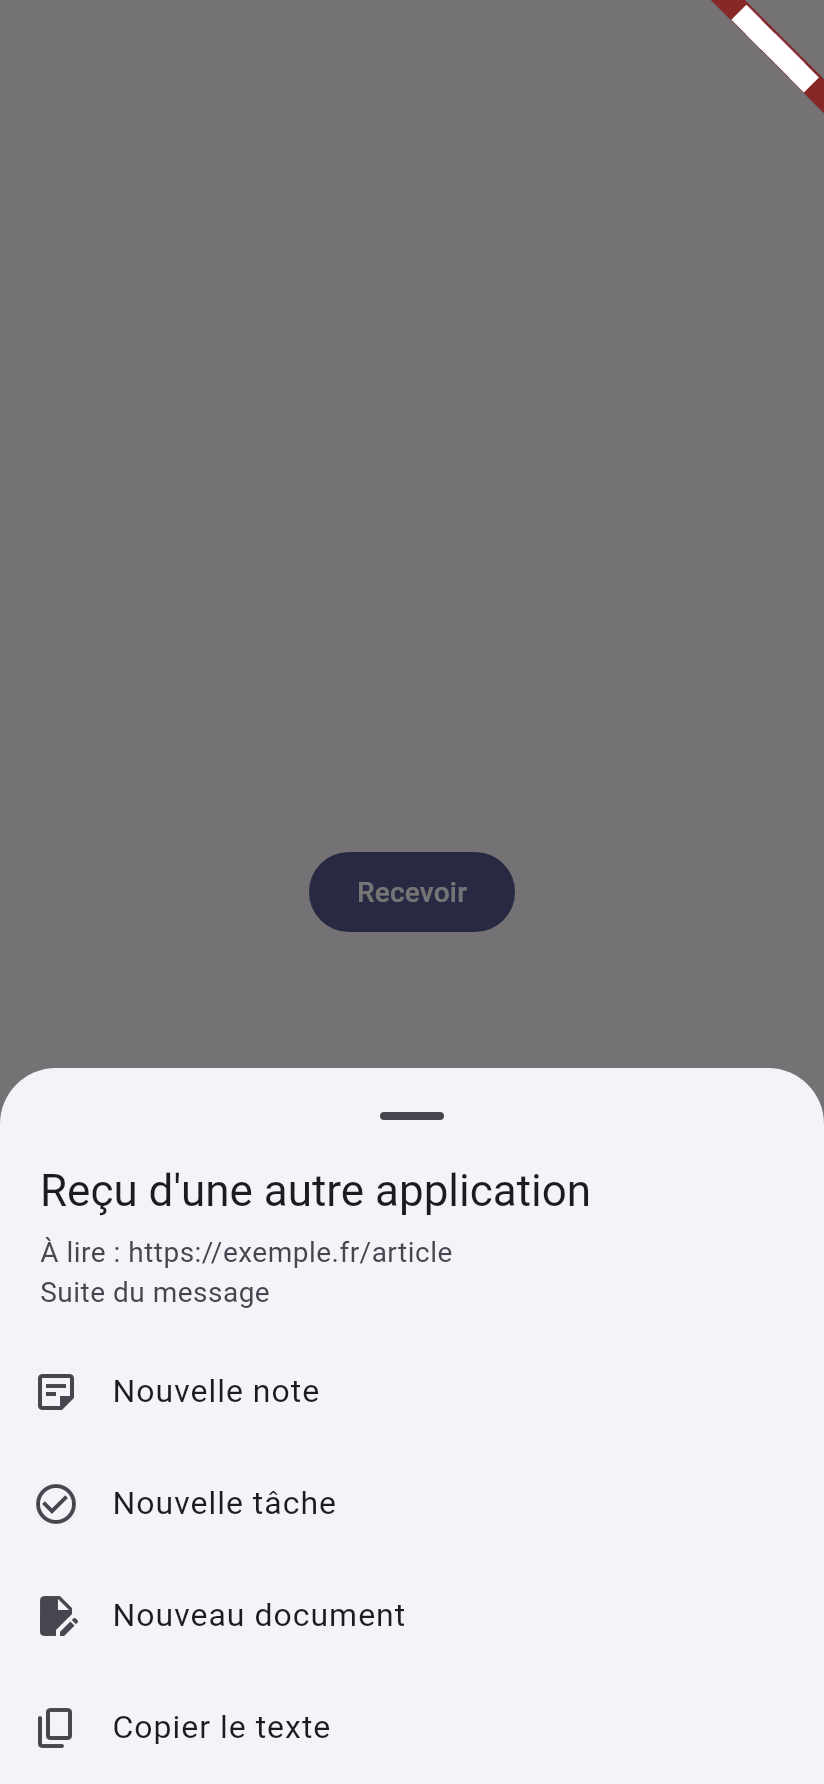 Recevoir
Reçu d'une autre application
À lire : https://exemple.fr/article
Suite du message
Nouvelle note
Nouvelle tâche
Nouveau document
Copier le texte